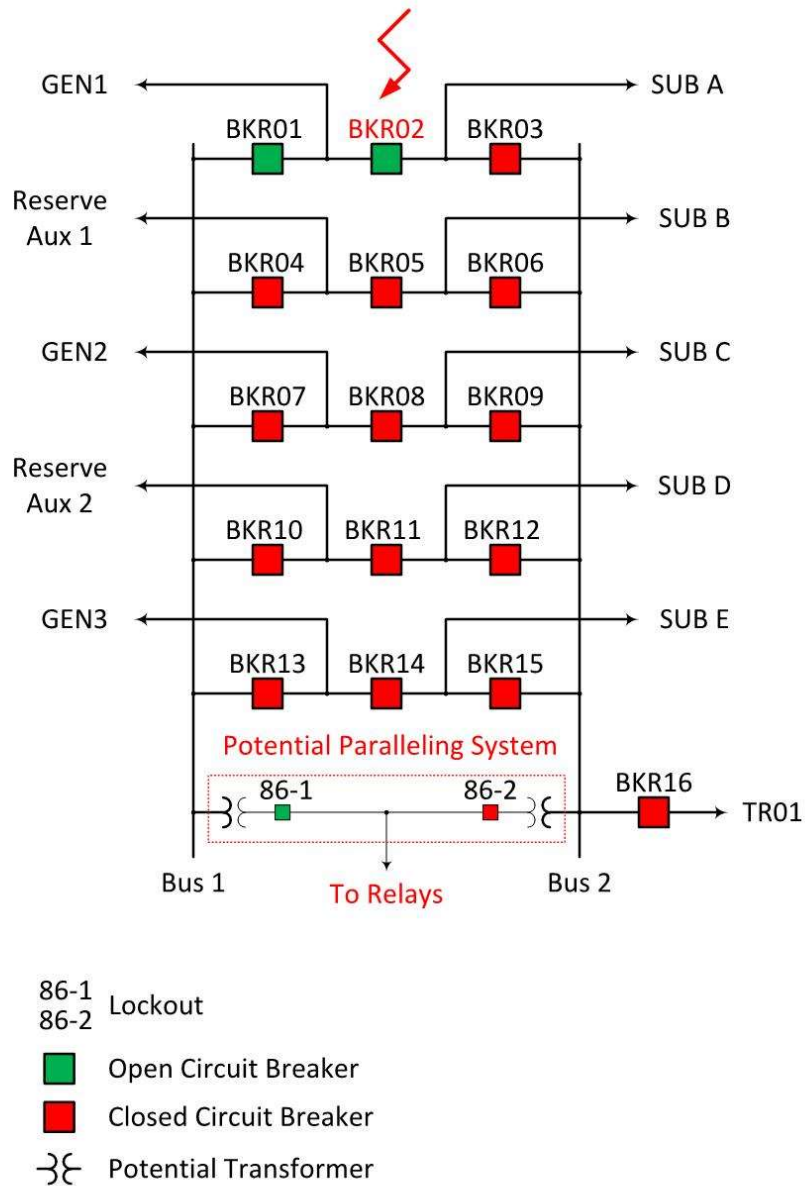 GEN1
SUB A
BKR01
BKR02
BKR03
Reserve
Aux 1
SUB B
BKR04
BKR05
BKR06
GEN2
SUB C
BKR07
BKR08
BKR09
Reserve
Aux 2
SUB D
BKR10
BKR11
BKR12
GEN3
SUB E
BKR13
BKR14
BKR15
Potential Paralleling System
86-1
86-2
BKR16
TR01
Bus 1
To Relays
Bus 2
86-1
86-2
Lockout
Open Circuit Breaker
Closed Circuit Breaker
Potential Transformer